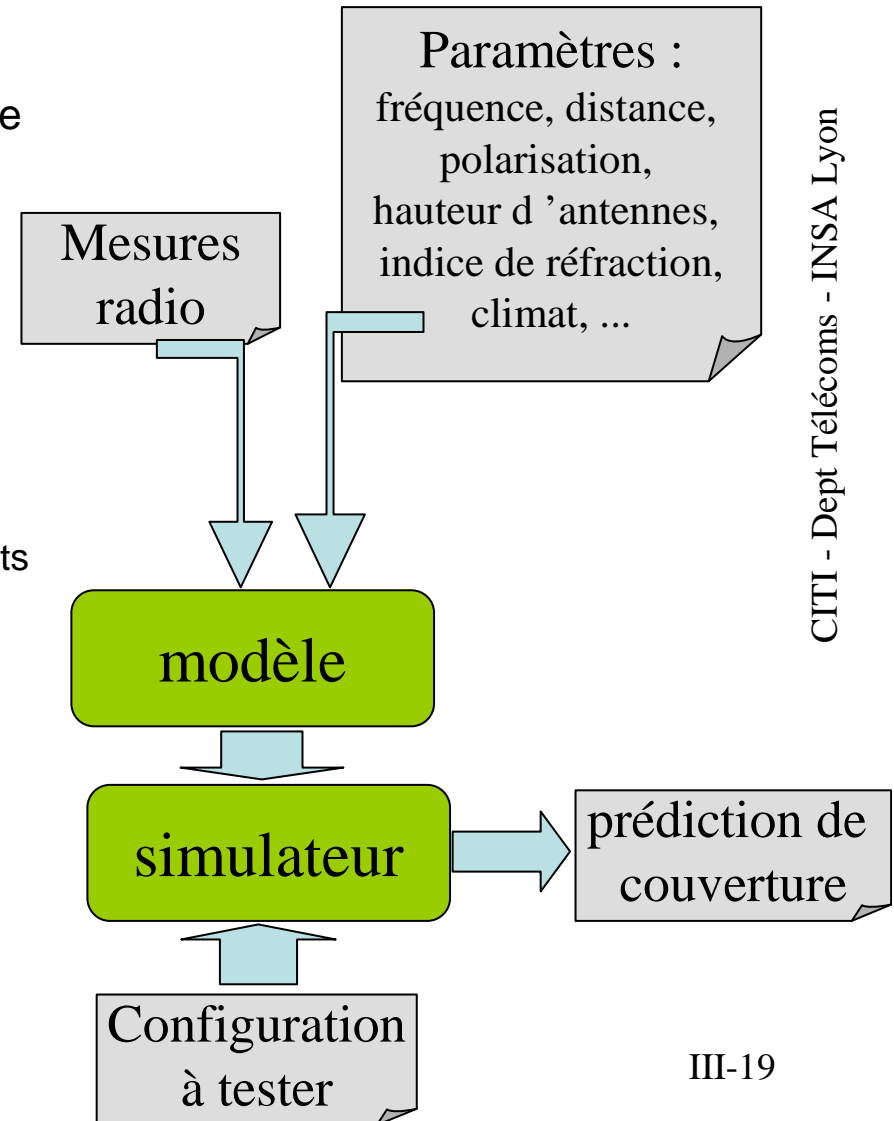 Paramètres :
fréquence, distance,
polarisation,
hauteur d ’antennes,
indice de réfraction,
climat, ...
e
Mesures
radio
ts
modèle
simulateur
prédiction de
couverture
Configuration
à tester
CITI - Dept Télécoms - INSA Lyon
III-19